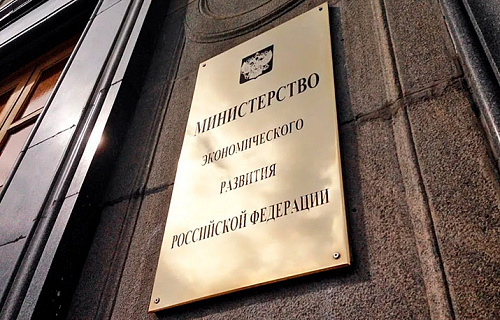 МИНИСТЕРСТВО
ЭКОНОМИЧЕСКОГО
РАЗВИТИЯ
РОССИЙСКОЙ ФЕДЕРАЦИИ